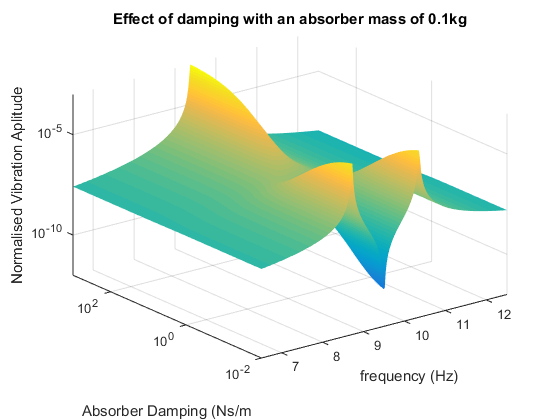 Effect of damping with an absorber mass of 0.1kg
Normalised Vibration Aplitude
10^-5
10^-10
10^2
10^0
10^-2
7
8
9
10
11
12
frequency (Hz)
Absorber Damping (Ns/m